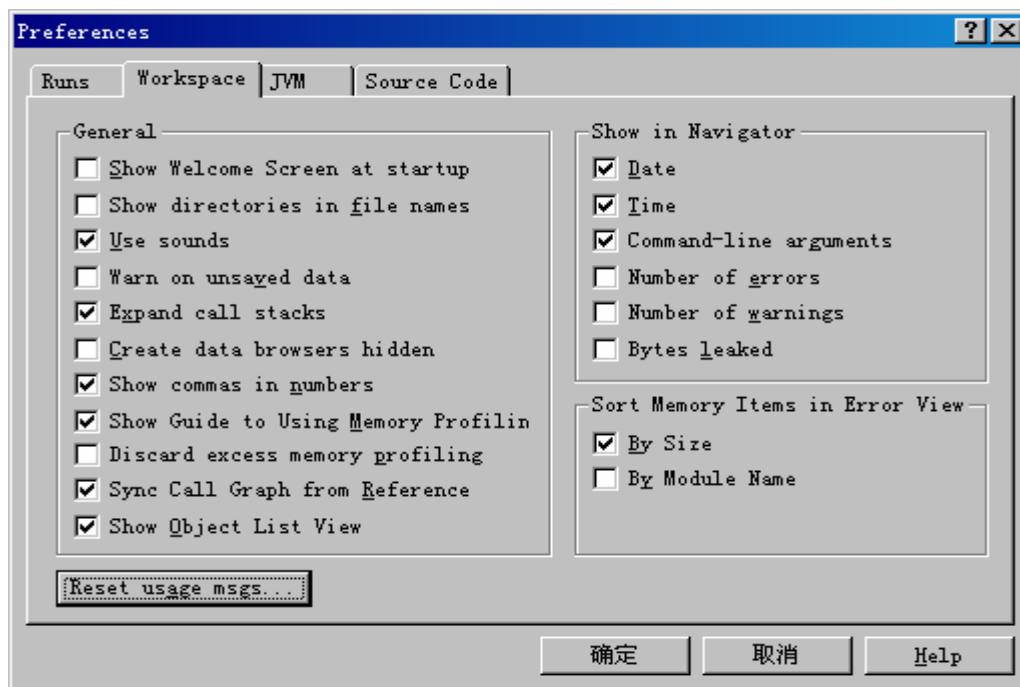 Preferences
Runs Workspace JVM Source Code
General
Show Welcome Screen at startup
Show directories in file names
Use sounds
Warn on unsaved data
Expand call stacks
Create data browsers hidden
Show commas in numbers
Show Guide to Using Memory Profilin
Discard excess memory profiling
Sync Call Graph from Reference
Show Object List View
Show in Navigator
Date
Time
Command-line arguments
Number of errors
Number of warnings
Bytes leaked
Sort Memory Items in Error View
By Size
By Module Name
Reset usage msgs...
确定 取消 Help